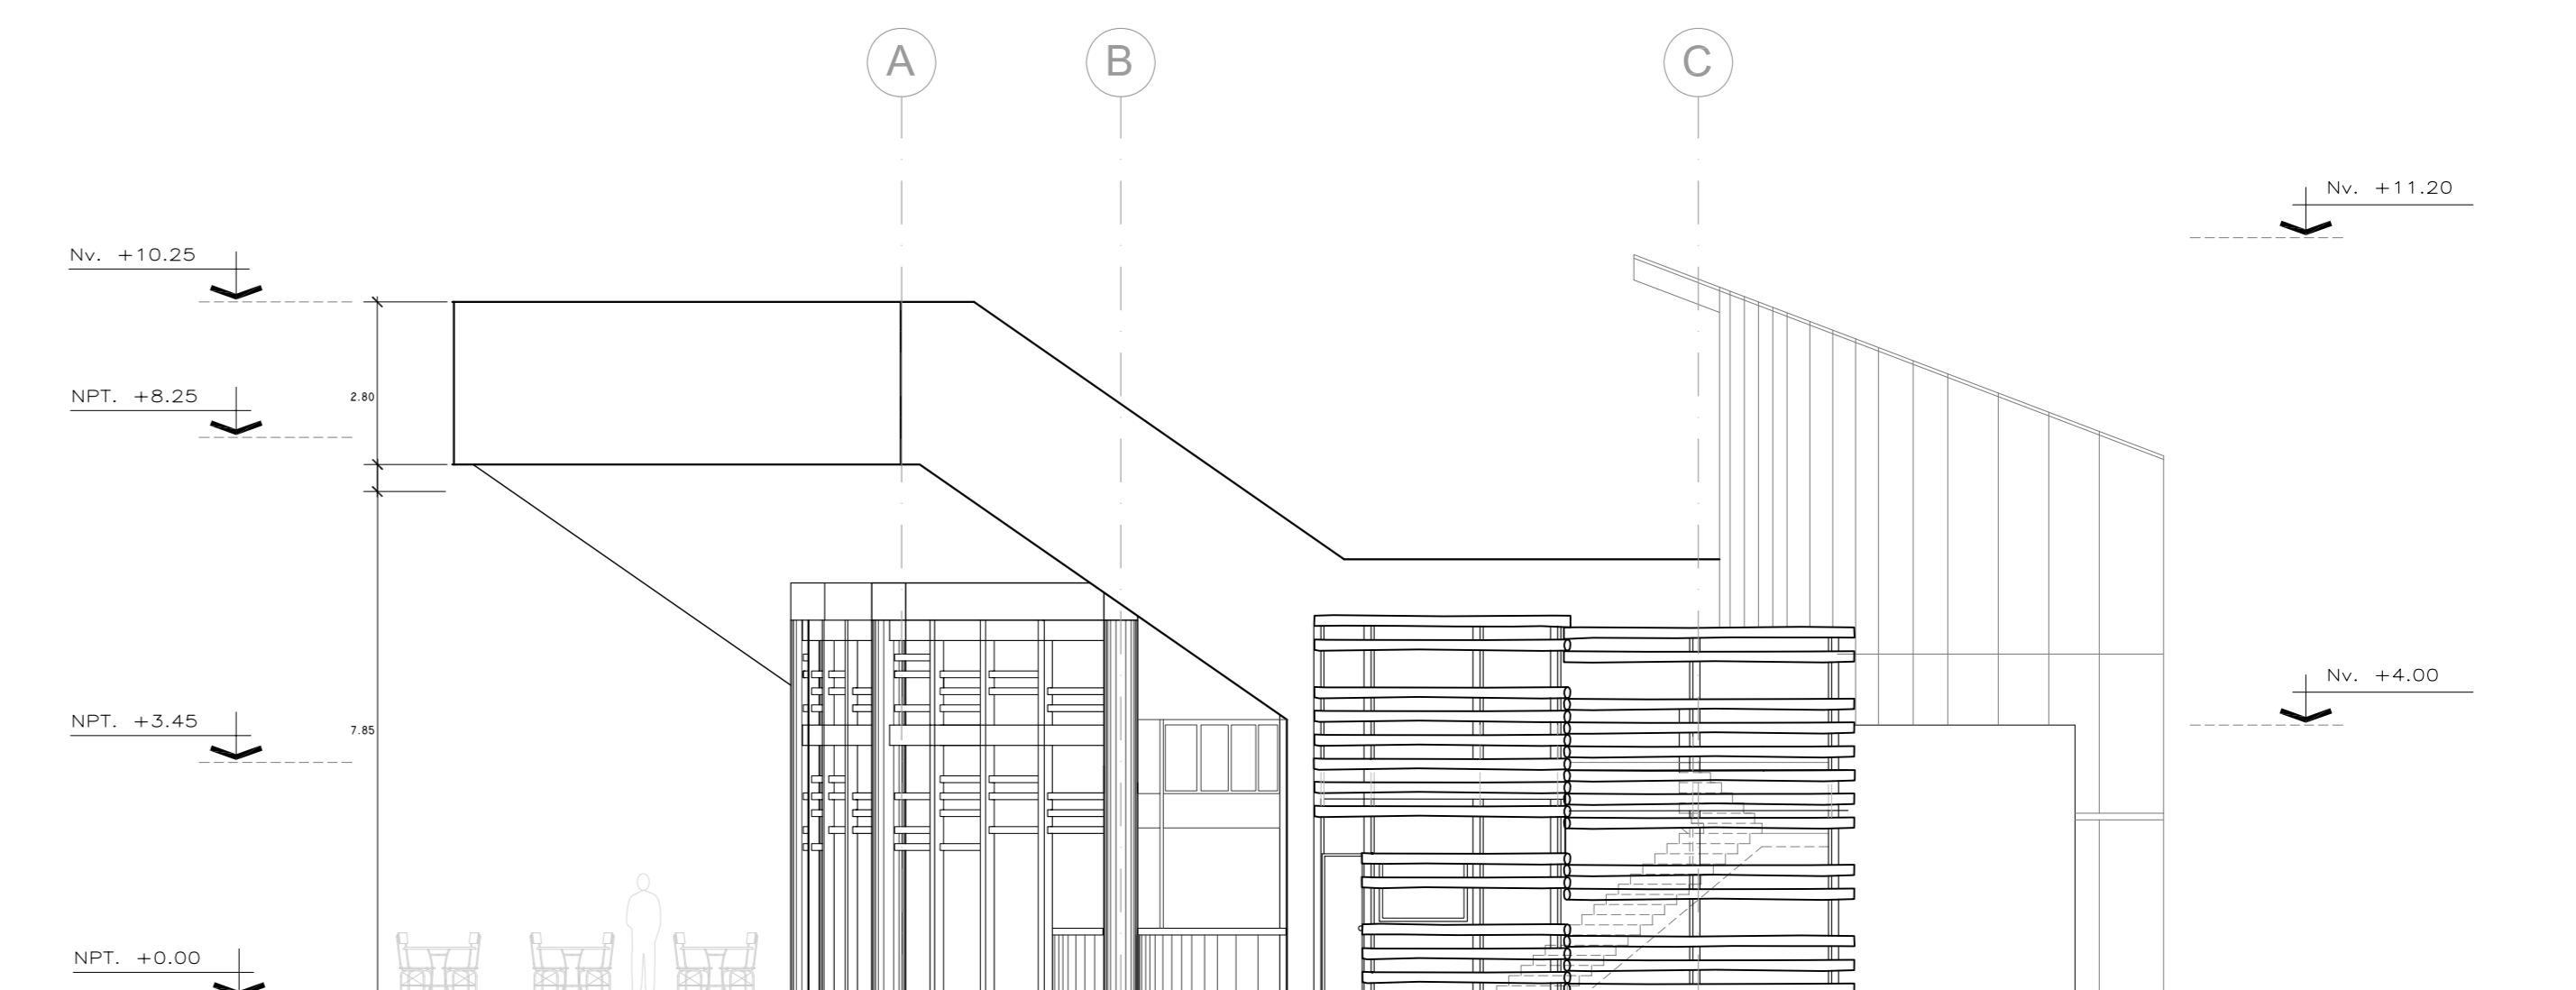 A B C
Nv. +11.20
Nv. +10.25
NPT. +8.25
2.80
Nv. +4.00
NPT. +3.45
7.85
NPT. +0.00